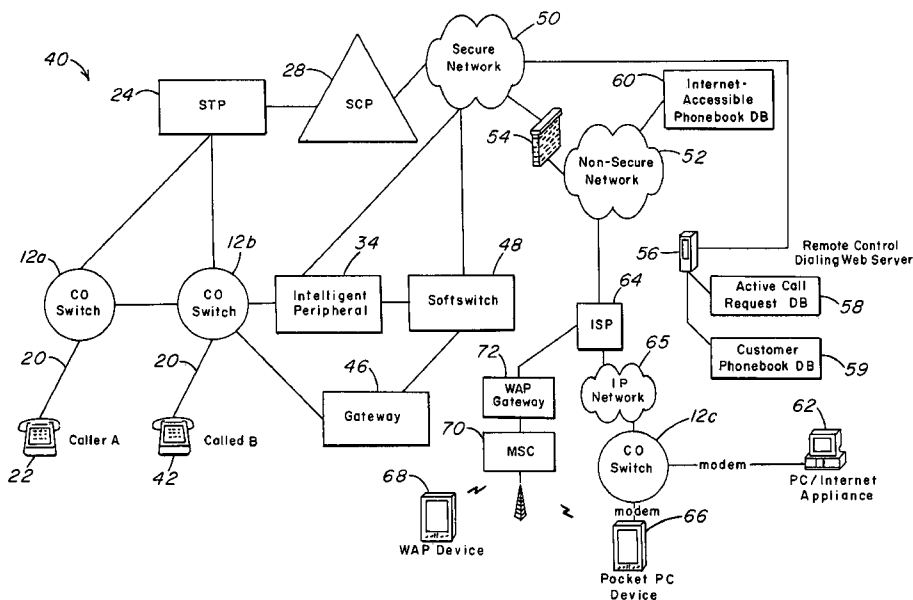 40
24
STP
28
SCP
50
Secure
Network
60
Internet-
Accessible
Phonebook DB
54
Non-Secure
Network
52
12a
CO
Switch
12b
CO
Switch
34
Intelligent
Peripheral
48
Softswitch
56
Remote Control
Dialing Web Server
Active Call
Request DB
58
Customer
Phonebook DB
59
64
ISP
20
20
46
Gateway
72
WAP
Gateway
65
IP
Network
12c
CO
Switch
modem
62
PC/Internet
Appliance
Caller A
22
Called B
42
70
MSC
68
WAP Device
modem
66
Pocket PC
Device